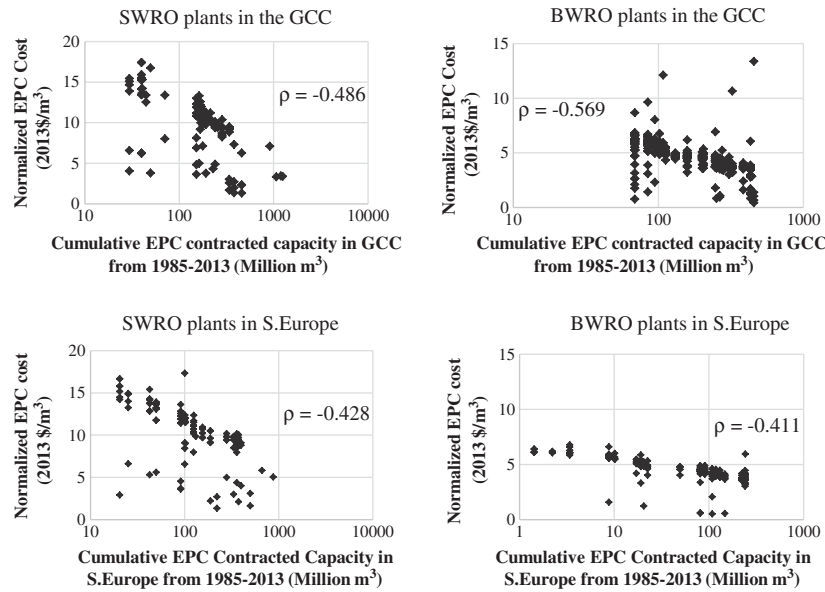 SWRO plants in the GCC
Normalized EPC Cost
(2013$/m³)
20
15
10
5
0
ρ = -0.486
10
100
1000
10000
Cumulative EPC contracted capacity in GCC
from 1985-2013 (Million m³)
BWRO plants in the GCC
Normalized EPC Cost
(2013$/m³)
15
10
5
0
ρ = -0.569
10
100
1000
Cumulative EPC contracted capacity in GCC
from 1985-2013 (Million m³)
SWRO plants in S.Europe
Normalized EPC cost
(2013 $/m³)
20
15
10
5
0
ρ = -0.428
10
100
1000
10000
Cumulative EPC Contracted Capacity in
S.Europe from 1985-2013 (Million m³)
BWRO plants in S.Europe
Normalized EPC cost
(2013 $/m³)
15
10
5
0
ρ = -0.411
1
10
100
1000
Cumulative EPC Contracted Capacity in
S.Europe from 1985-2013 (Million m³)